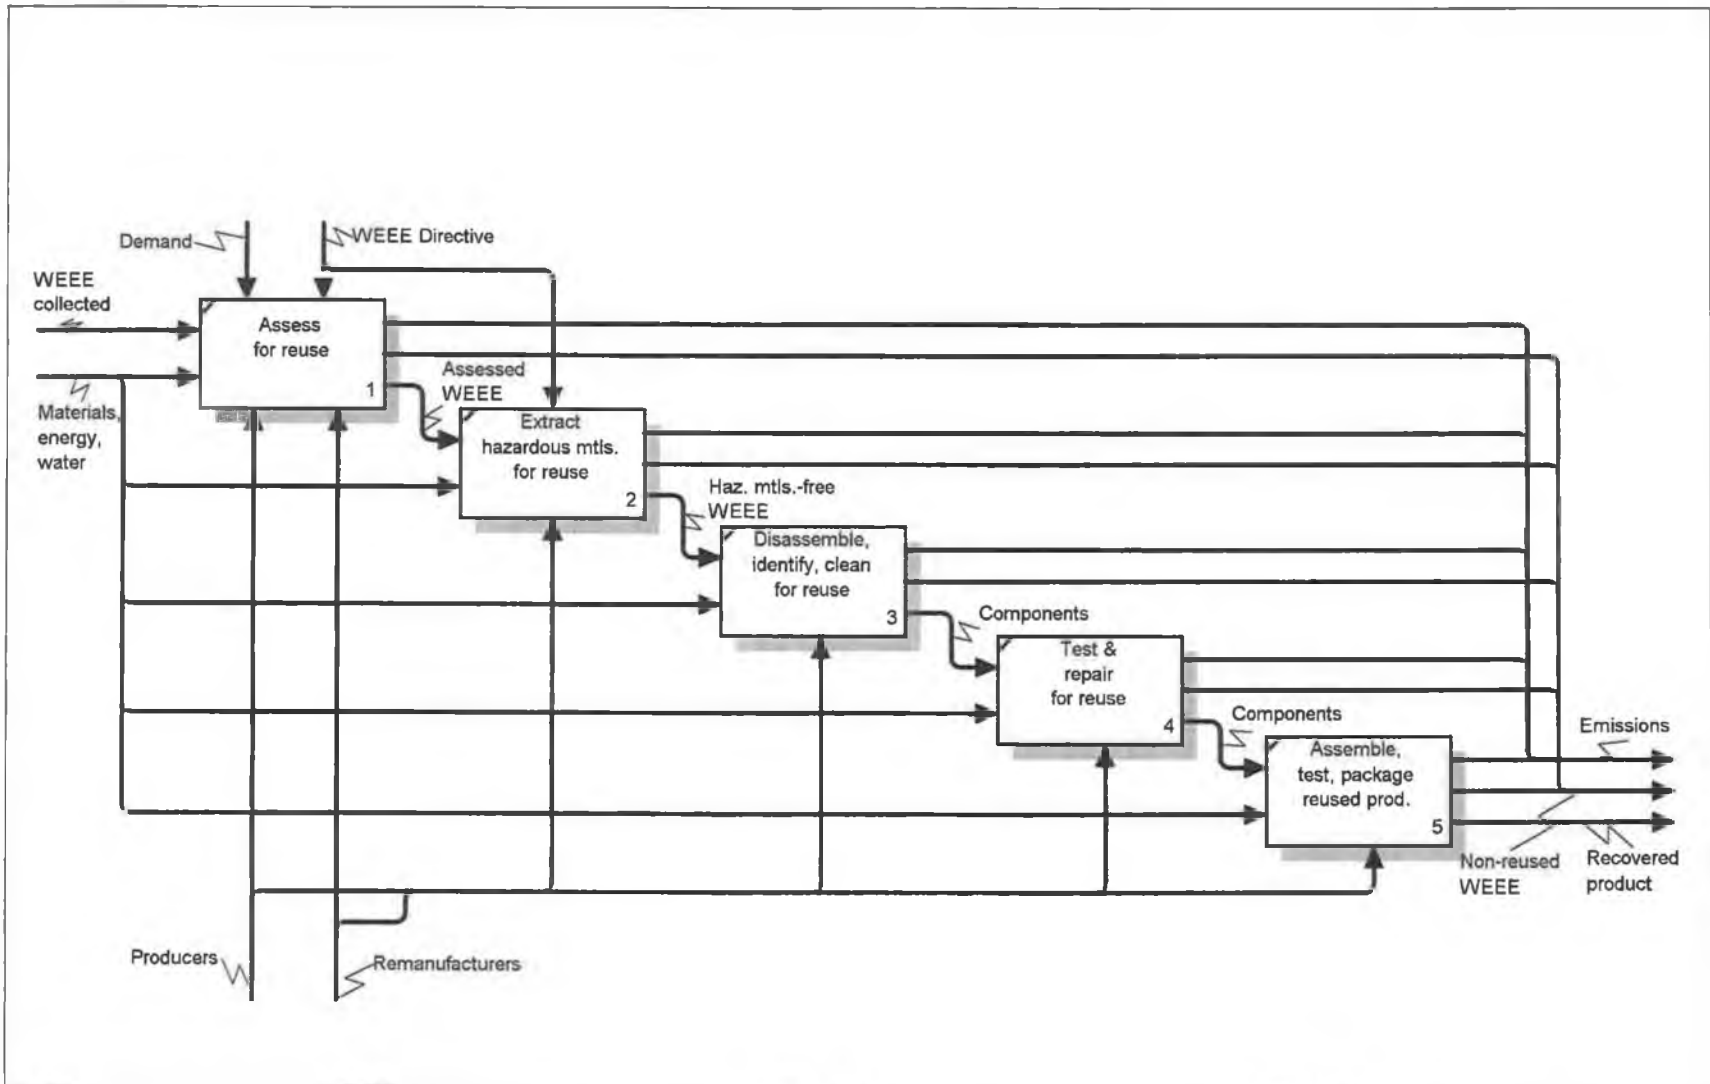 Demand
WEEE Directive
WEEE
collected
Materials,
energy,
water
Assess
for reuse
1
Assessed
WEEE
Extract
hazardous mtls.
for reuse
2
Haz. mtls.-free
WEEE
Disassemble,
identify, clean
for reuse
3
Components
Test &
repair
for reuse
4
Components
Assemble,
test, package
reused prod.
5
Emissions
Non-reused
WEEE
Recovered
product
Producers
Remanufacturers